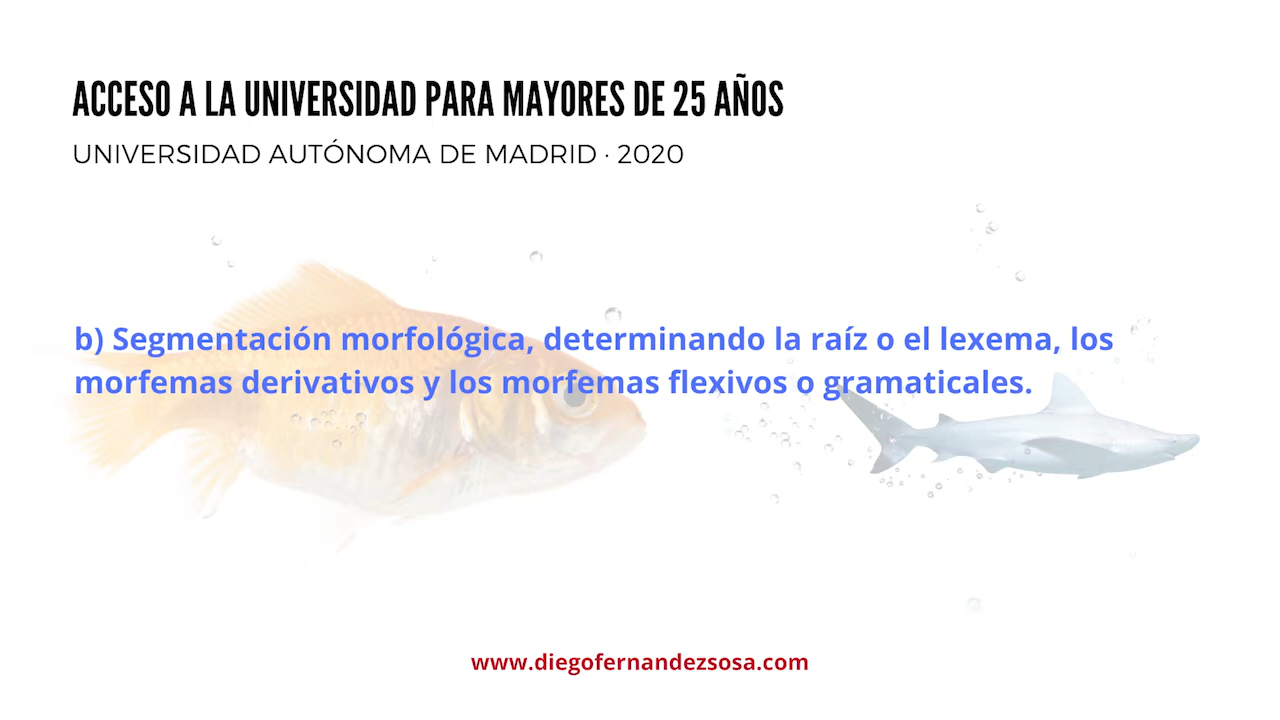 ACCESO A LA UNIVERSIDAD PARA MAYORES DE 25 AÑOS
UNIVERSIDAD AUTÓNOMA DE MADRID · 2020
b) Segmentación morfológica, determinando la raíz o el lexema, los
morfemas derivativos y los morfemas flexivos o gramaticales.
www.diegofernandezsosa.com